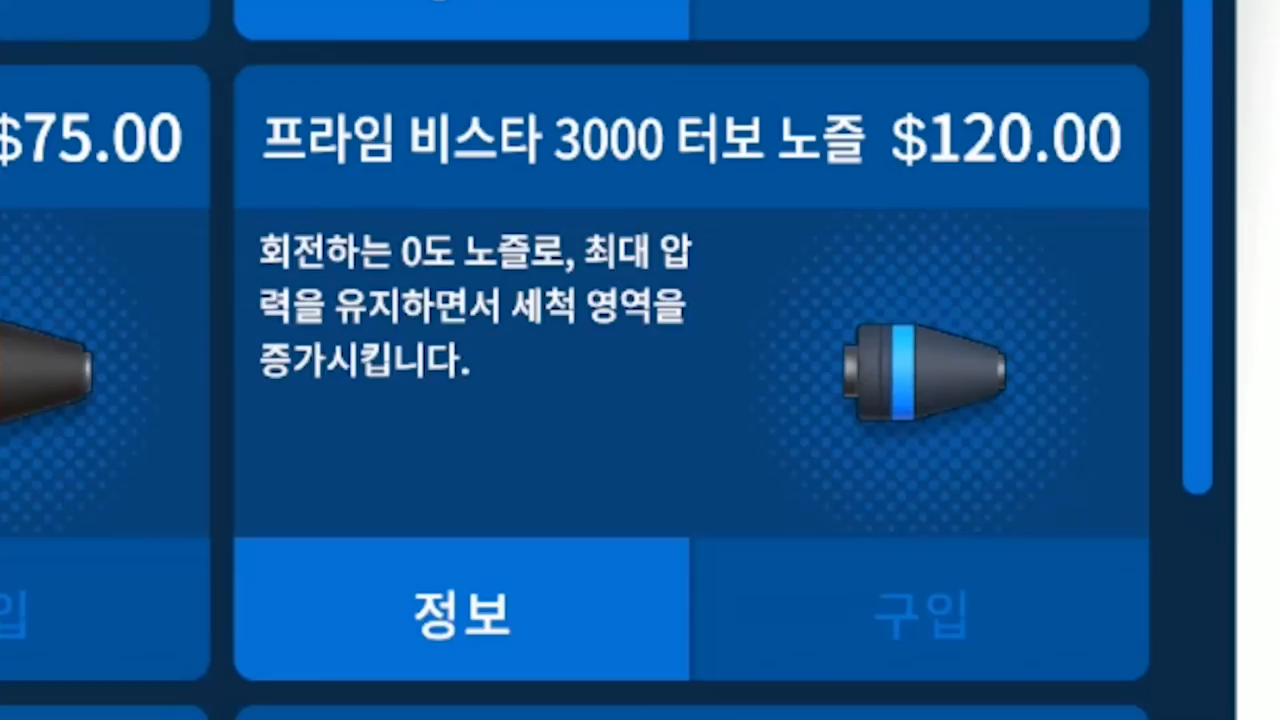 $75.00
프라임 비스타 3000 터보 노즐 $120.00
회전하는 0도 노즐로, 최대 압
력을 유지하면서 세척 영역을
증가시킵니다.
입
정보
구입